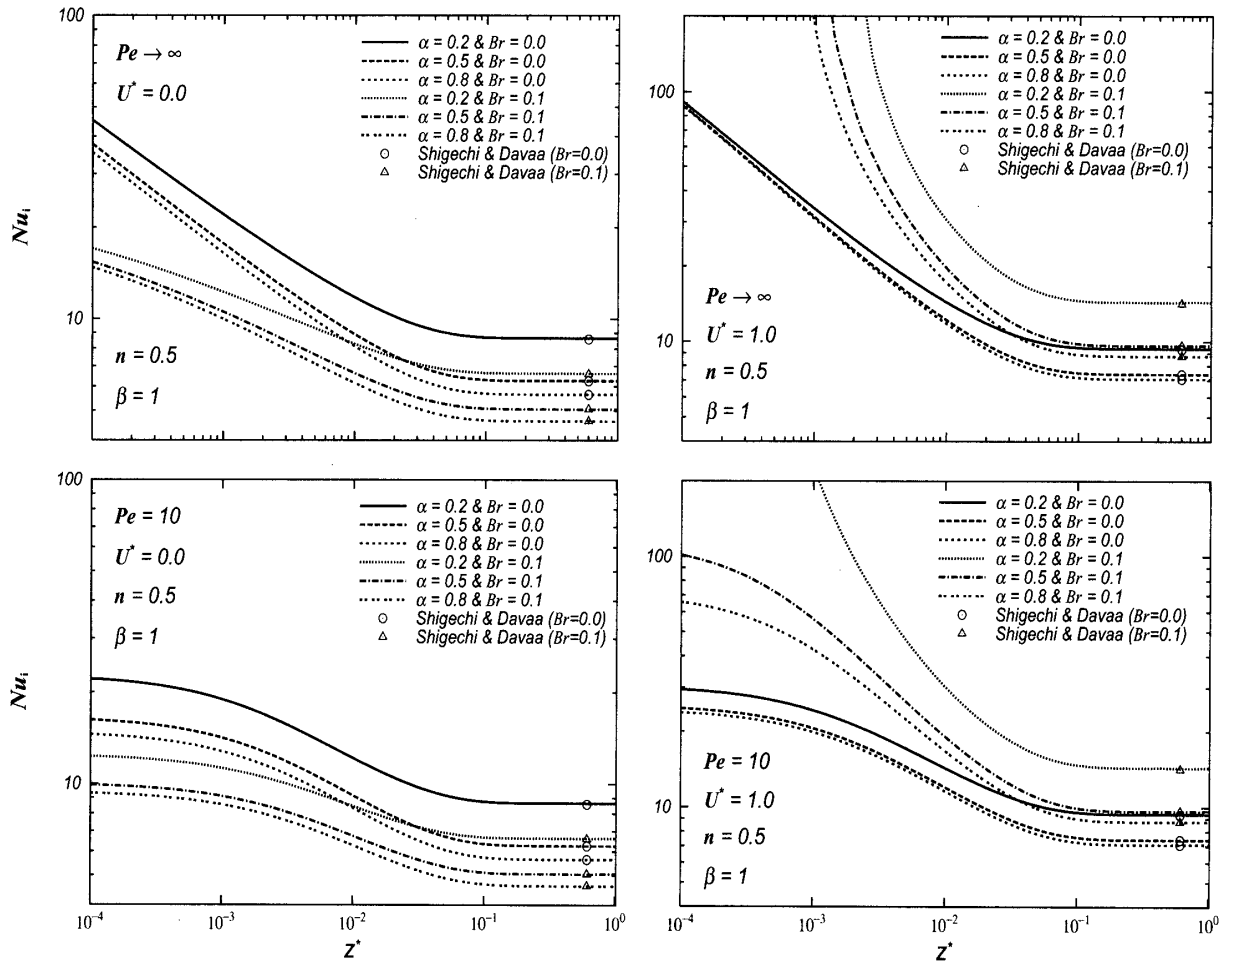 100
10
Nuᵢ
Pe → ∞
U* = 0.0
n = 0.5
β = 1
α = 0.2 & Br = 0.0
α = 0.5 & Br = 0.0
α = 0.8 & Br = 0.0
α = 0.2 & Br = 0.1
α = 0.5 & Br = 0.1
α = 0.8 & Br = 0.1
Shigechi & Davaa (Br=0.0)
Shigechi & Davaa (Br=0.1)
100
10
α = 0.2 & Br = 0.0
α = 0.5 & Br = 0.0
α = 0.8 & Br = 0.0
α = 0.2 & Br = 0.1
α = 0.5 & Br = 0.1
α = 0.8 & Br = 0.1
Shigechi & Davaa (Br=0.0)
Shigechi & Davaa (Br=0.1)
Pe → ∞
U* = 1.0
n = 0.5
β = 1
100
10
Nuᵢ
Pe = 10
U* = 0.0
n = 0.5
β = 1
α = 0.2 & Br = 0.0
α = 0.5 & Br = 0.0
α = 0.8 & Br = 0.0
α = 0.2 & Br = 0.1
α = 0.5 & Br = 0.1
α = 0.8 & Br = 0.1
Shigechi & Davaa (Br=0.0)
Shigechi & Davaa (Br=0.1)
10⁻⁴ 10⁻³ 10⁻² 10⁻¹ 10⁰
z*
100
10
α = 0.2 & Br = 0.0
α = 0.5 & Br = 0.0
α = 0.8 & Br = 0.0
α = 0.2 & Br = 0.1
α = 0.5 & Br = 0.1
α = 0.8 & Br = 0.1
Shigechi & Davaa (Br=0.0)
Shigechi & Davaa (Br=0.1)
Pe = 10
U* = 1.0
n = 0.5
β = 1
10⁻⁴ 10⁻³ 10⁻² 10⁻¹ 10⁰
z*